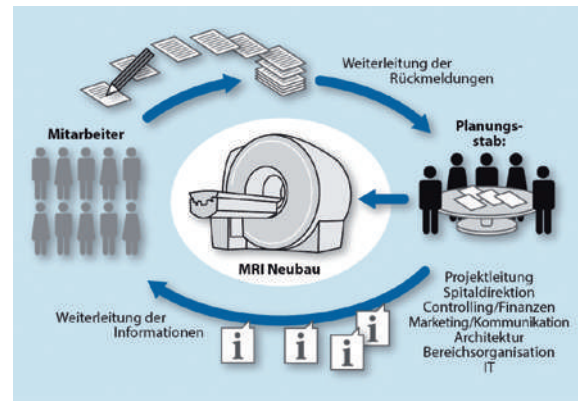 Weiterleitung der
Rückmeldungen
Mitarbeiter
Planungs-
stab:
MRI Neubau
Projektleitung
Spitaldirektion
Controlling/Finanzen
Marketing/Kommunikation
Architektur
Bereichsorganisation
IT
Weiterleitung der
Informationen
i
i
i
i